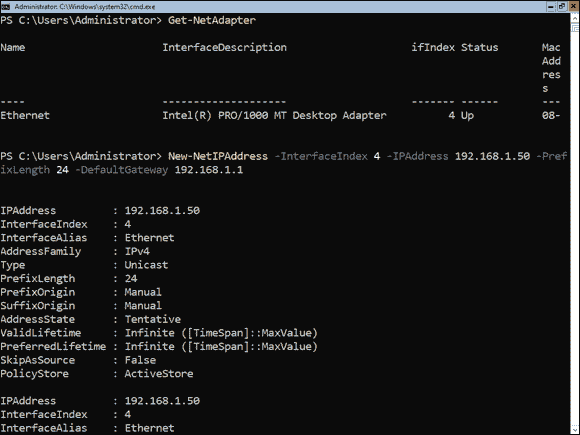 Administrator: C:\Windows\system32\cmd.exe
PS C:\Users\Administrator> Get-NetAdapter
Name                      InterfaceDescription                    ifIndex Status       Mac
Add
res
s
----                      --------------------                    ------- ------       ---
Ethernet                  Intel(R) PRO/1000 MT Desktop Adapter          4 Up           08-
PS C:\Users\Administrator> New-NetIPAddress -InterfaceIndex 4 -IPAddress 192.168.1.50 -Pref
ixLength 24 -DefaultGateway 192.168.1.1
IPAddress         : 192.168.1.50
InterfaceIndex    : 4
InterfaceAlias    : Ethernet
AddressFamily     : IPv4
Type              : Unicast
PrefixLength      : 24
PrefixOrigin      : Manual
SuffixOrigin      : Manual
AddressState      : Tentative
ValidLifetime     : Infinite ([TimeSpan]::MaxValue)
PreferredLifetime : Infinite ([TimeSpan]::MaxValue)
SkipAsSource      : False
PolicyStore       : ActiveStore
IPAddress         : 192.168.1.50
InterfaceIndex    : 4
InterfaceAlias    : Ethernet